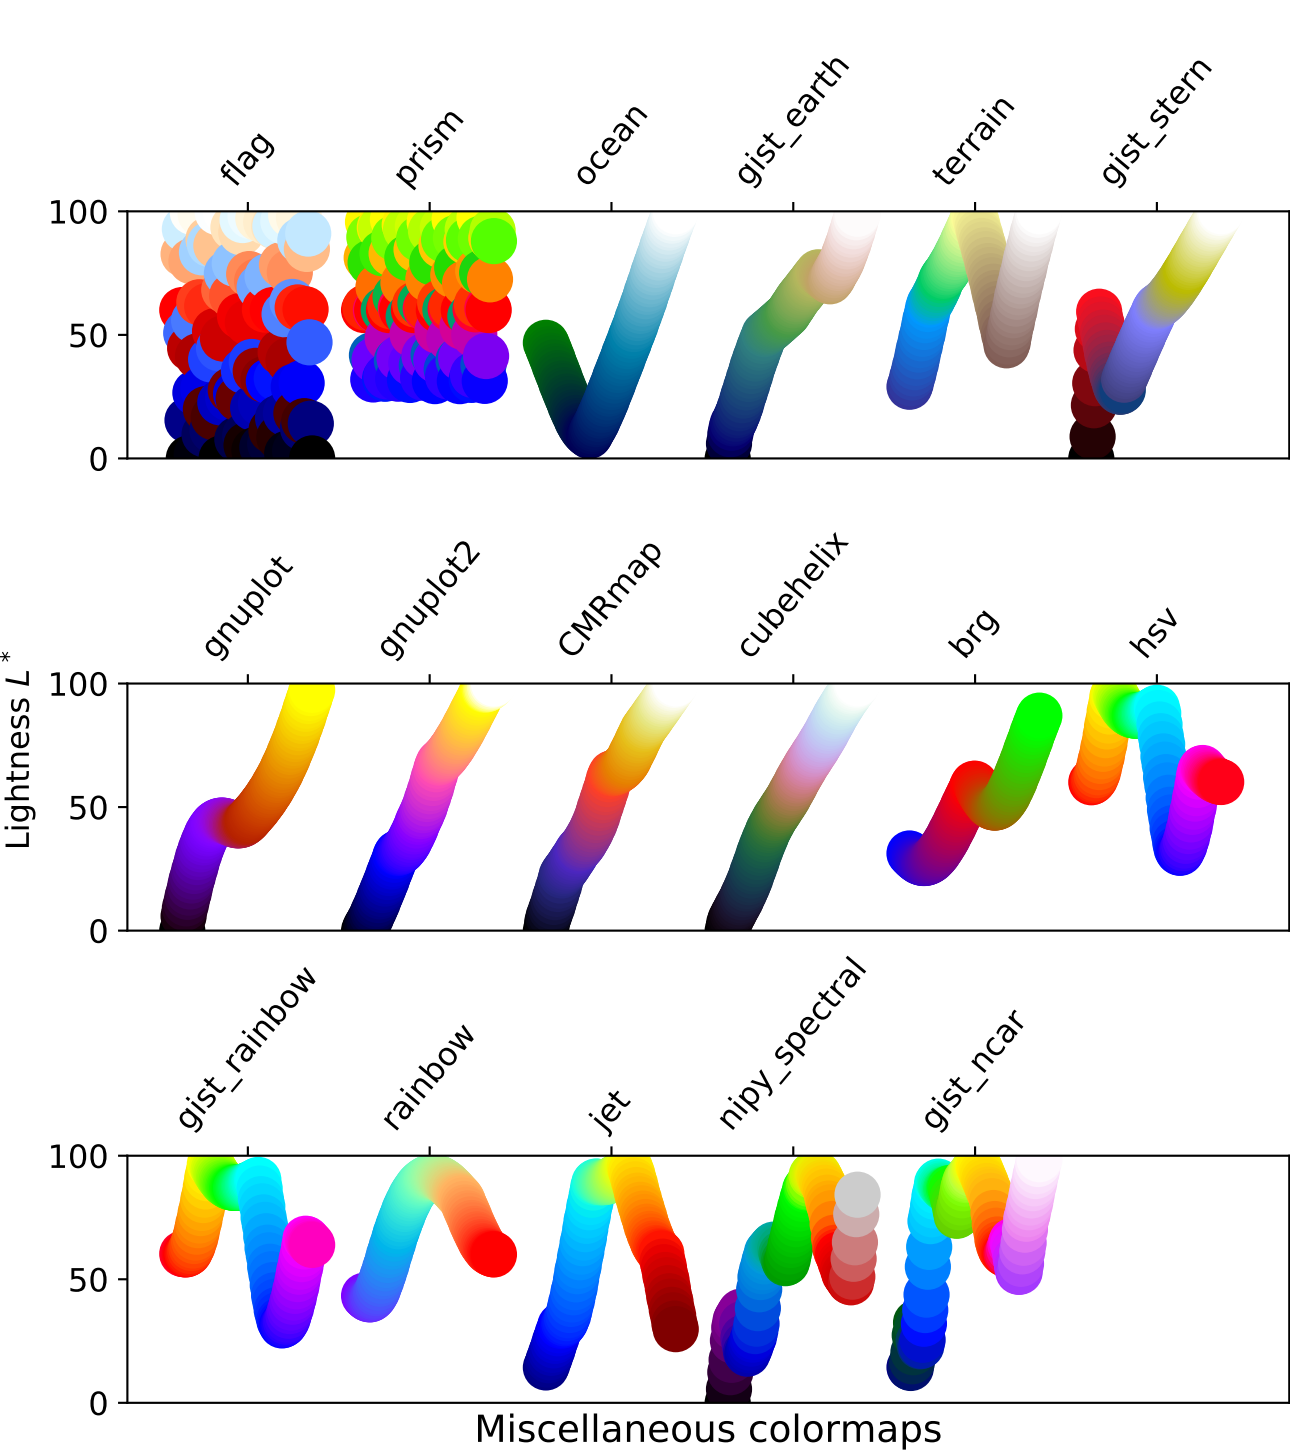 flag prism ocean gist_earth terrain gist_stern
100
50
0
gnuplot gnuplot2 CMRmap cubehelix brg hsv
Lightness L*
100
50
0
gist_rainbow rainbow jet nipy_spectral gist_ncar
100
50
0
Miscellaneous colormaps